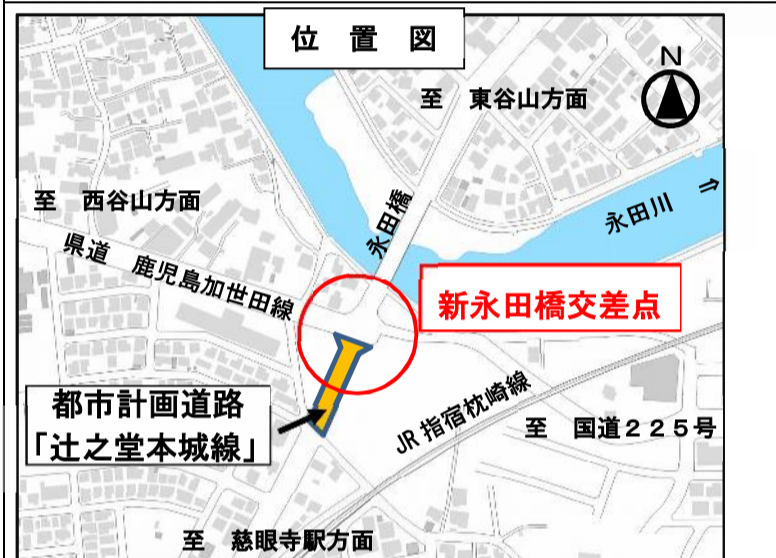 位 置 図
N
至 東谷山方面
至 西谷山方面
永田橋
永田川 ⇒
県道 鹿児島加世田線
新永田橋交差点
都市計画道路
「辻之堂本城線」
JR指宿枕崎線
至 国道225号
至 慈眼寺駅方面